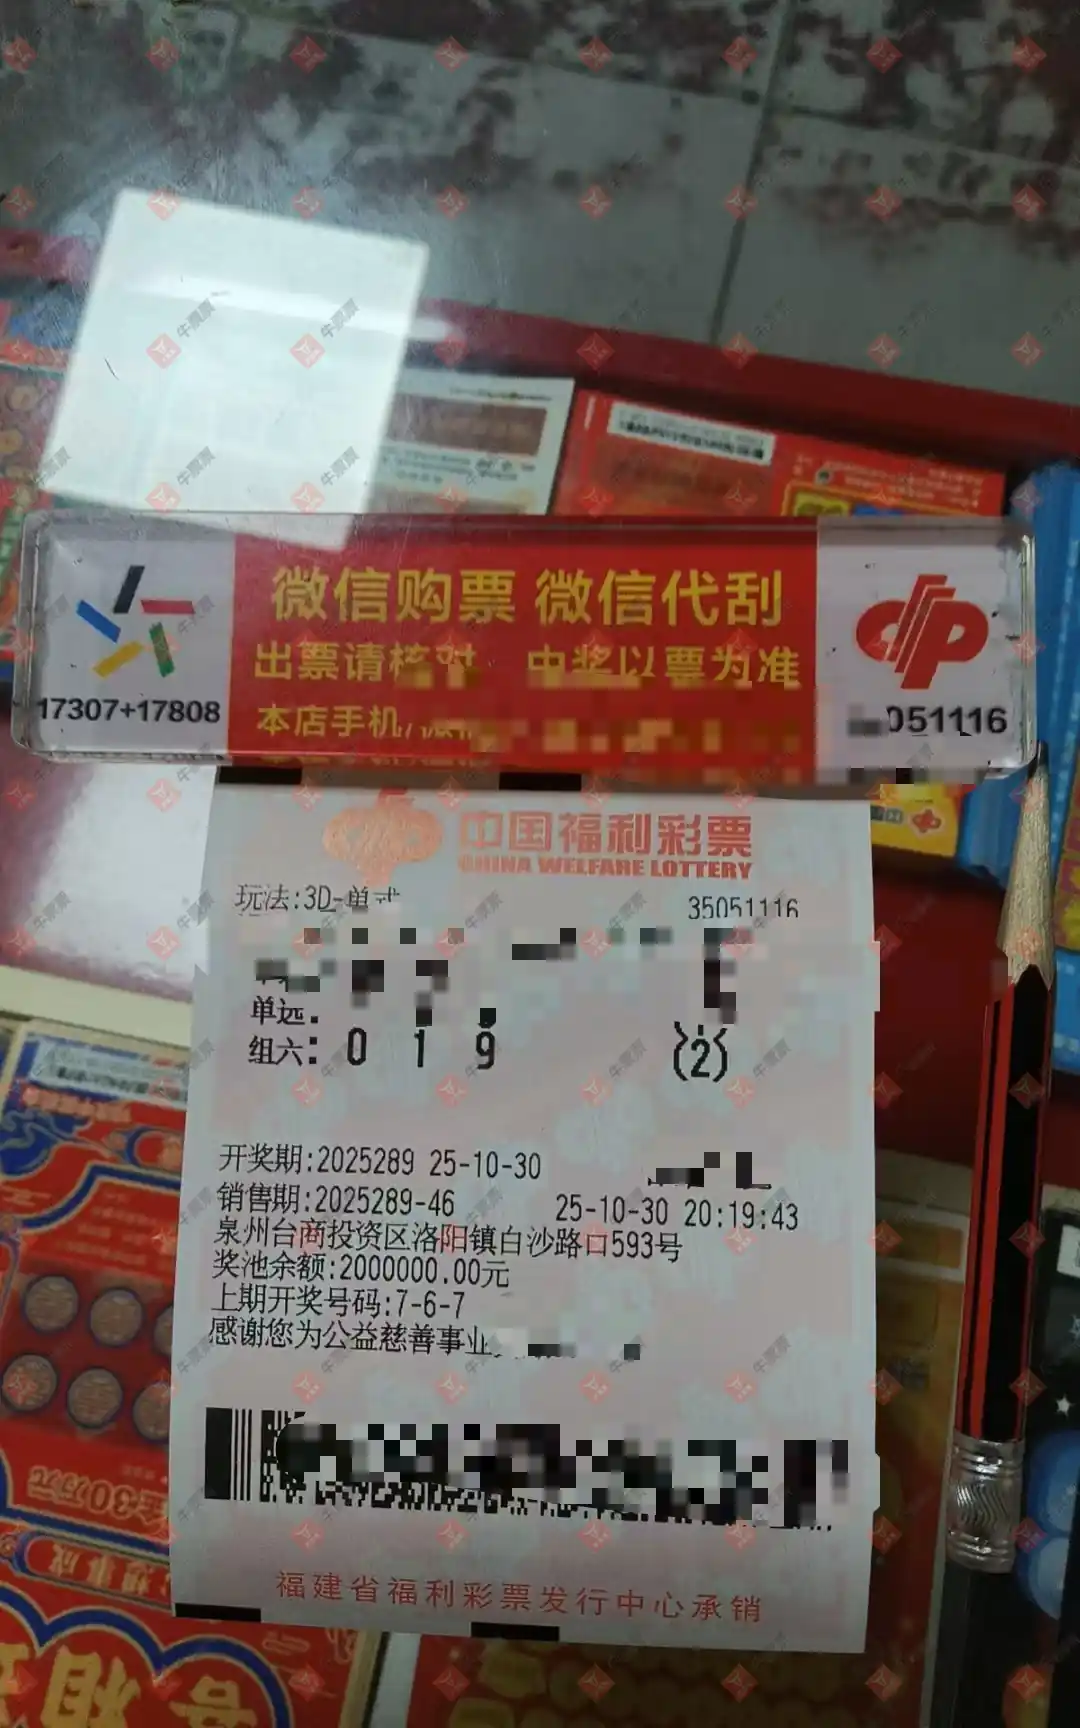 微信购票 微信代刮
出票请核对 中奖以票为准
本店手机
17307+17808
051116
中国福利彩票
CHINA WELFARE LOTTERY
玩法:3D-单式
35051116
单选:
组六: 0 1 9 (2)
开奖期:2025289 25-10-30
销售期:2025289-46 25-10-30 20:19:43
泉州台商投资区洛阳镇白沙路口593号
奖池余额:2000000.00元
上期开奖号码:7-6-7
感谢您为公益慈善事业
福建省福利彩票发行中心承销
牛票票